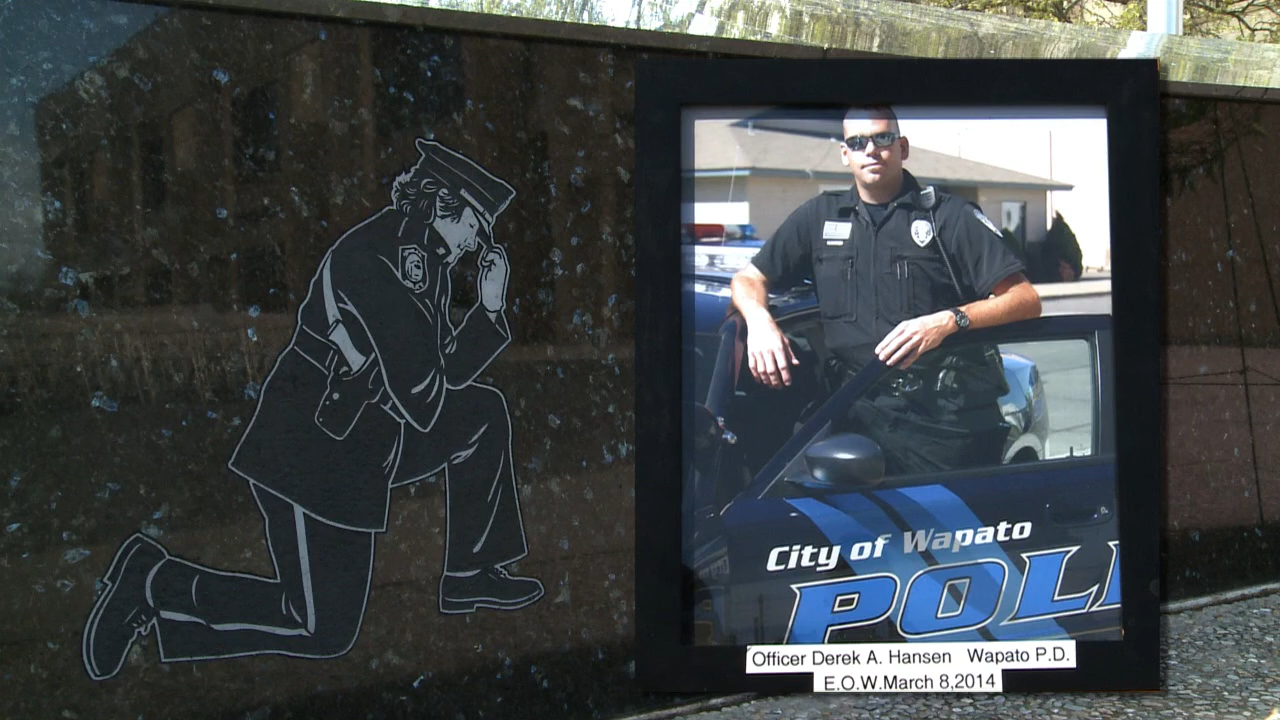 City of Wapato
POLI
Officer Derek A. Hansen Wapato P.D.
E.O.W.March 8,2014